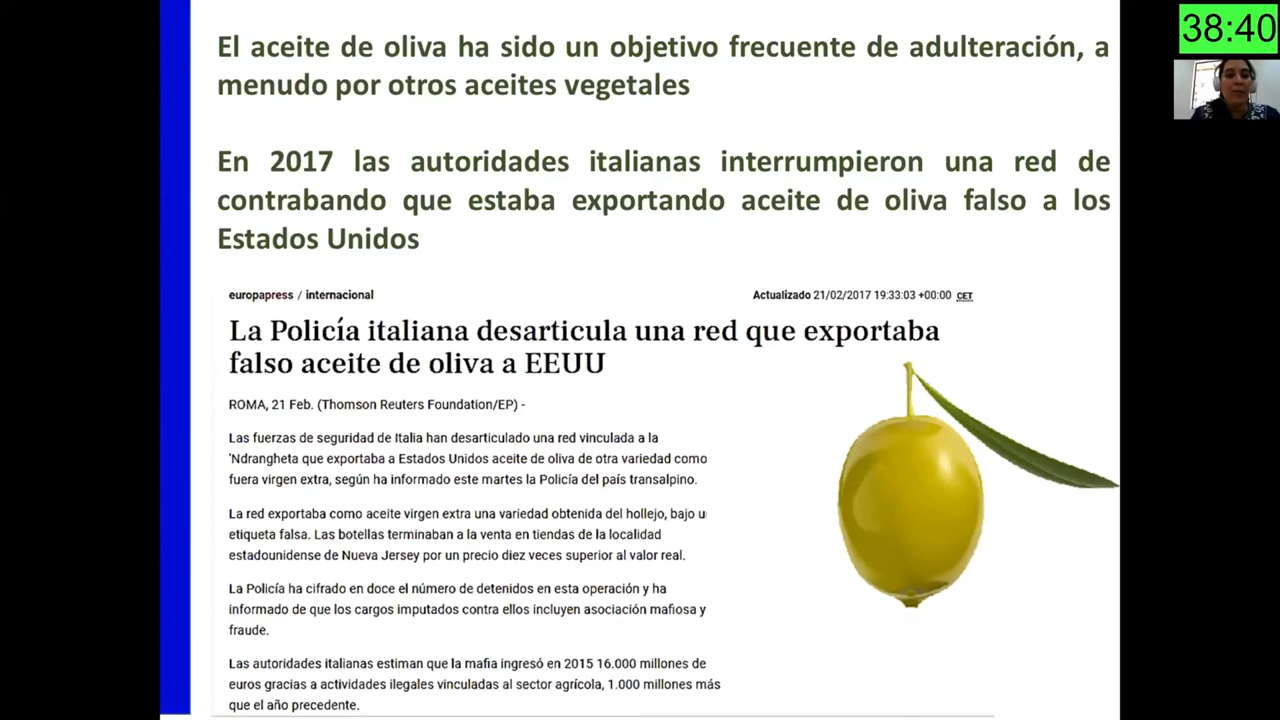 El aceite de oliva ha sido un objetivo frecuente de adulteración, a
menudo por otros aceites vegetales
En 2017 las autoridades italianas interrumpieron una red de
contrabando que estaba exportando aceite de oliva falso a los
Estados Unidos
europapress / internacional
Actualizado 21/02/2017 19:33:03 +00:00 CET
La Policía italiana desarticula una red que exportaba
falso aceite de oliva a EEUU
ROMA, 21 Feb. (Thomson Reuters Foundation/EP) -
Las fuerzas de seguridad de Italia han desarticulado una red vinculada a la
'Ndrangheta que exportaba a Estados Unidos aceite de oliva de otra variedad como
fuera virgen extra, según ha informado este martes la Policía del país transalpino.
La red exportaba como aceite virgen extra una variedad obtenida del hollejo, bajo u
etiqueta falsa. Las botellas terminaban a la venta en tiendas de la localidad
estadounidense de Nueva Jersey por un precio diez veces superior al valor real.
La Policía ha cifrado en doce el número de detenidos en esta operación y ha
informado de que los cargos imputados contra ellos incluyen asociación mafiosa y
fraude.
Las autoridades italianas estiman que la mafia ingresó en 2015 16.000 millones de
euros gracias a actividades ilegales vinculadas al sector agrícola, 1.000 millones más
que el año precedente.
38:40